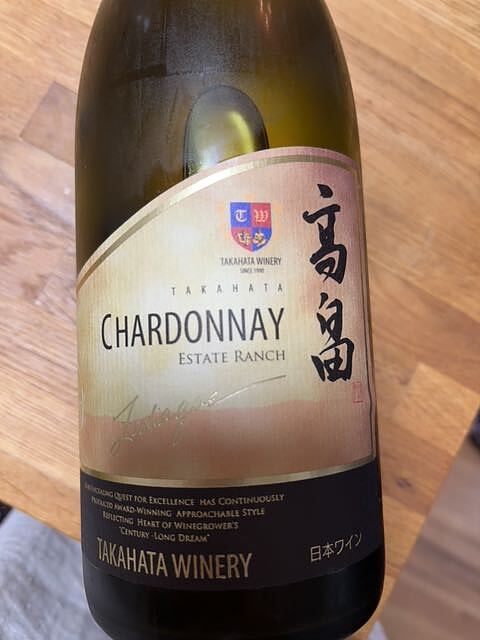 T W
TAKAHATA WINERY
SINCE 1990
高畠
TAKAHATA
CHARDONNAY
ESTATE RANCH
UNCEASING QUEST FOR EXCELLENCE HAS CONTINUOUSLY
PRODUCED AWARD-WINNING APPROACHABLE STYLE
REFLECTING HEART OF WINEGROWER'S
"CENTURY-LONG DREAM"
TAKAHATA WINERY
日本ワイン